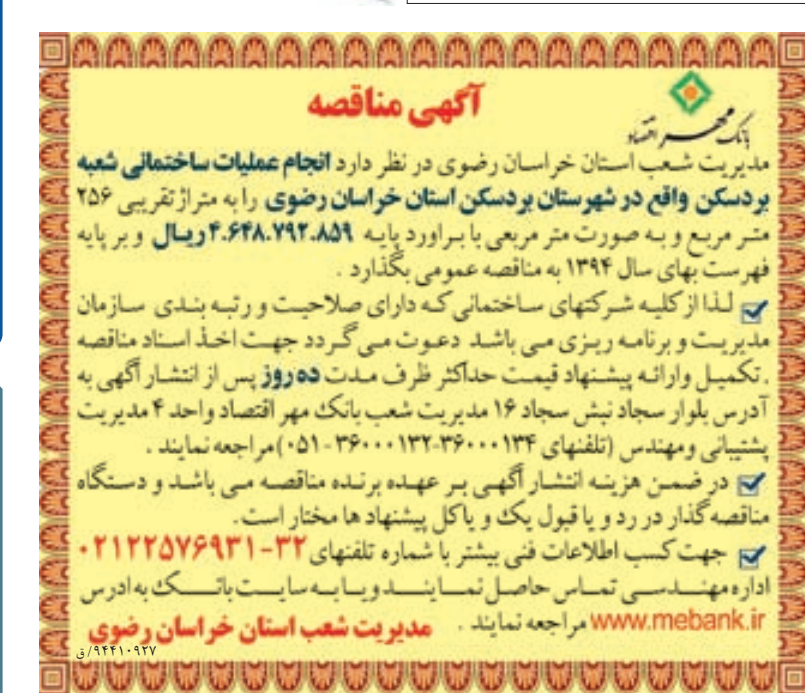 آگهی مناقصه
بانک مهر اقتصاد
مدیریت شعب استان خراسان رضوی در نظر دارد انجام عملیات ساختمانی شعبه
بردسکن واقع در شهرستان بردسکن استان خراسان رضوی را به متراژ تقریبی ۲۵۶
متر مربع و به صورت متر مربعی با براورد پایه ۴.۶۴۸.۷۹۲.۸۵۹ ریال و بر پایه
فهرست بهای سال ۱۳۹۴ به مناقصه عمومی بگذارد .
لذا از کلیه شرکتهای ساختمانی که دارای صلاحیت و رتبه بندی سازمان
مدیریت و برنامه ریزی می باشد دعوت می گردد جهت اخذ اسناد مناقصه
. تکمیل وارائه پیشنهاد قیمت حداکثر ظرف مدت ده روز پس از انتشار آگهی به
آدرس بلوار سجاد نبش سجاد ۱۶ مدیریت شعب بانک مهر اقتصاد واحد ۴ مدیریت
پشتیبانی ومهندس (تلفنهای ۳۶۰۰۰۱۳۴-۳۶۰۰۰۱۳۲-۰۵۱) مراجعه نمایند .
در ضمن هزینه انتشار آگهی بر عهده برنده مناقصه می باشد و دستگاه
مناقصه گذار در رد و یا قبول یک و یاکل پیشنهاد ها مختار است.
جهت کسب اطلاعات فنی بیشتر با شماره تلفنهای ۳۲-۰۲۱۲۲۵۷۶۹۳۱
اداره مهندسی تماس حاصل نمایند ویا به سایت بانک به ادرس
www.mebank.ir مراجعه نمایند .
مدیریت شعب استان خراسان رضوی
۹۴۴۱۰۹۲۷/ق